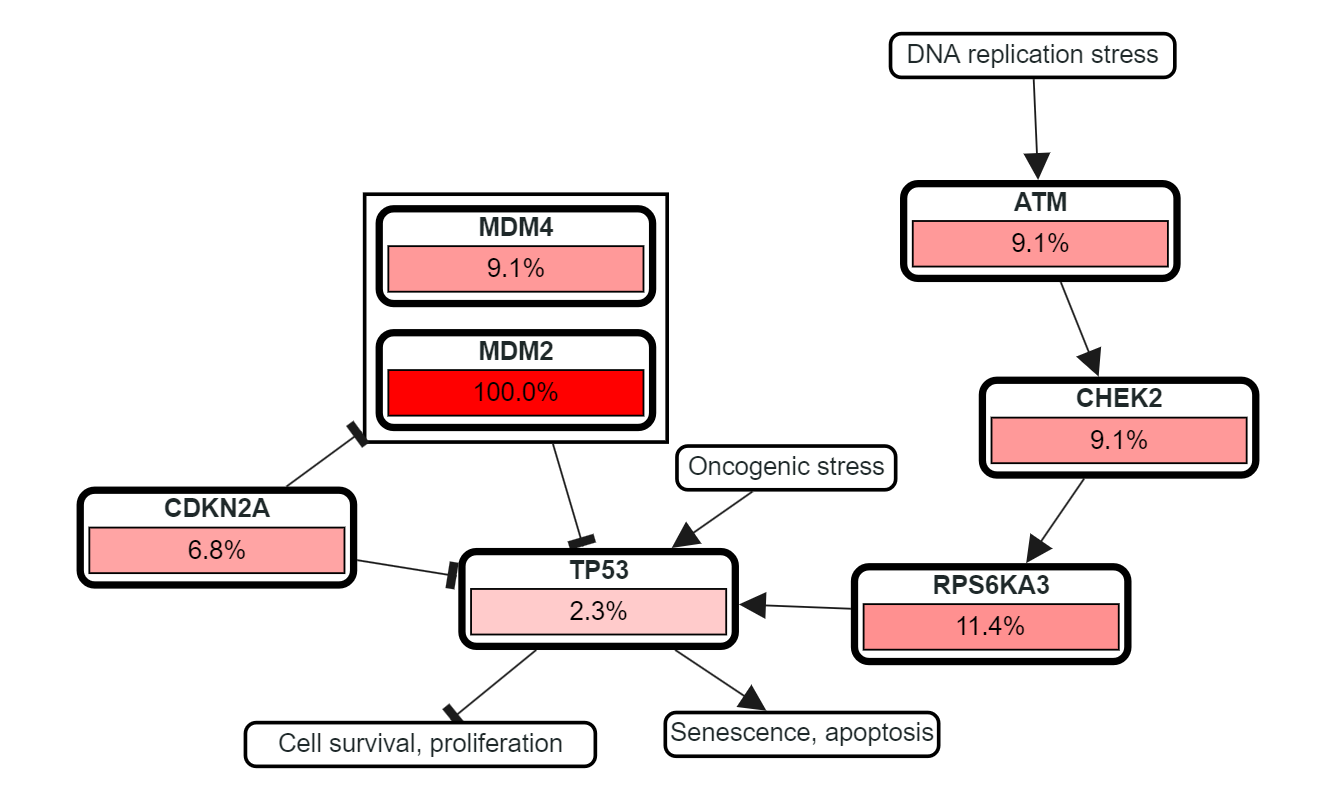 DNA replication stress
ATM
9.1%
MDM4
9.1%
MDM2
100.0%
CHEK2
9.1%
Oncogenic stress
CDKN2A
6.8%
TP53
2.3%
RPS6KA3
11.4%
Cell survival, proliferation
Senescence, apoptosis